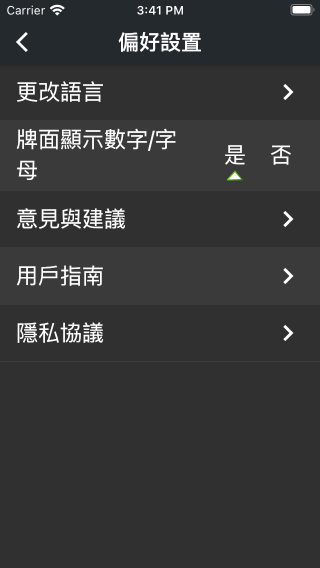 Carrier 3:41 PM
偏好設置
更改語言
牌面顯示數字/字
母
是 否
意見與建議
用戶指南
隱私協議